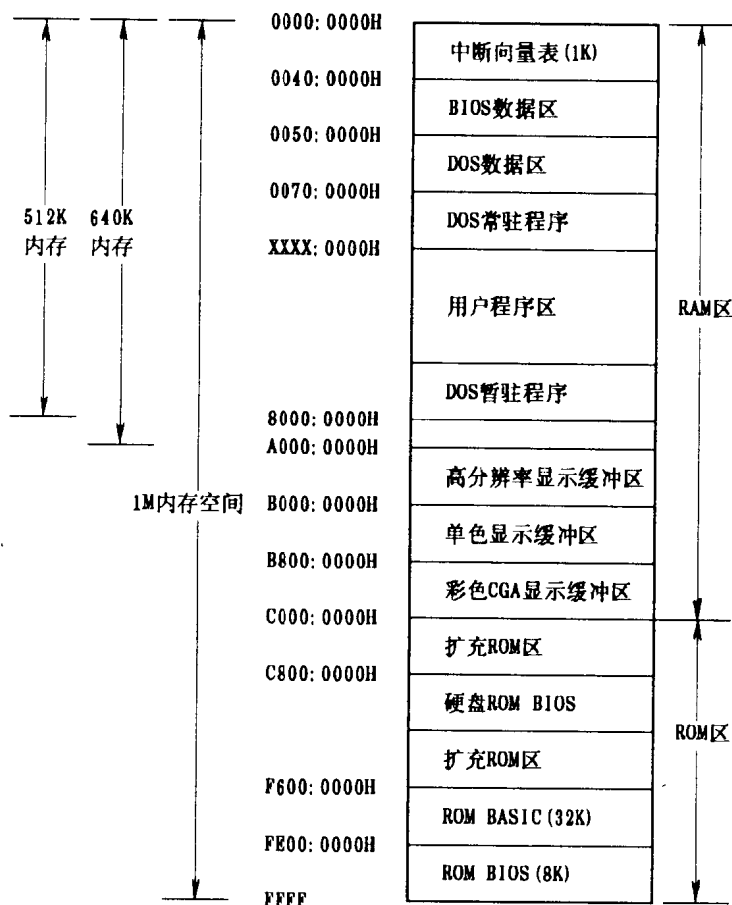 0000:0000H
中断向量表(1K)
0040:0000H
BIOS数据区
0050:0000H
DOS数据区
0070:0000H
DOS常驻程序
512K
内存
640K
内存
XXXX:0000H
用户程序区
RAM区
DOS暂驻程序
8000:0000H
A000:0000H
高分辨率显示缓冲区
1M内存空间
B000:0000H
单色显示缓冲区
B800:0000H
彩色CGA显示缓冲区
C000:0000H
扩充ROM区
C800:0000H
硬盘ROM BIOS
ROM区
扩充ROM区
F600:0000H
ROM BASIC(32K)
FE00:0000H
ROM BIOS(8K)
FFFF